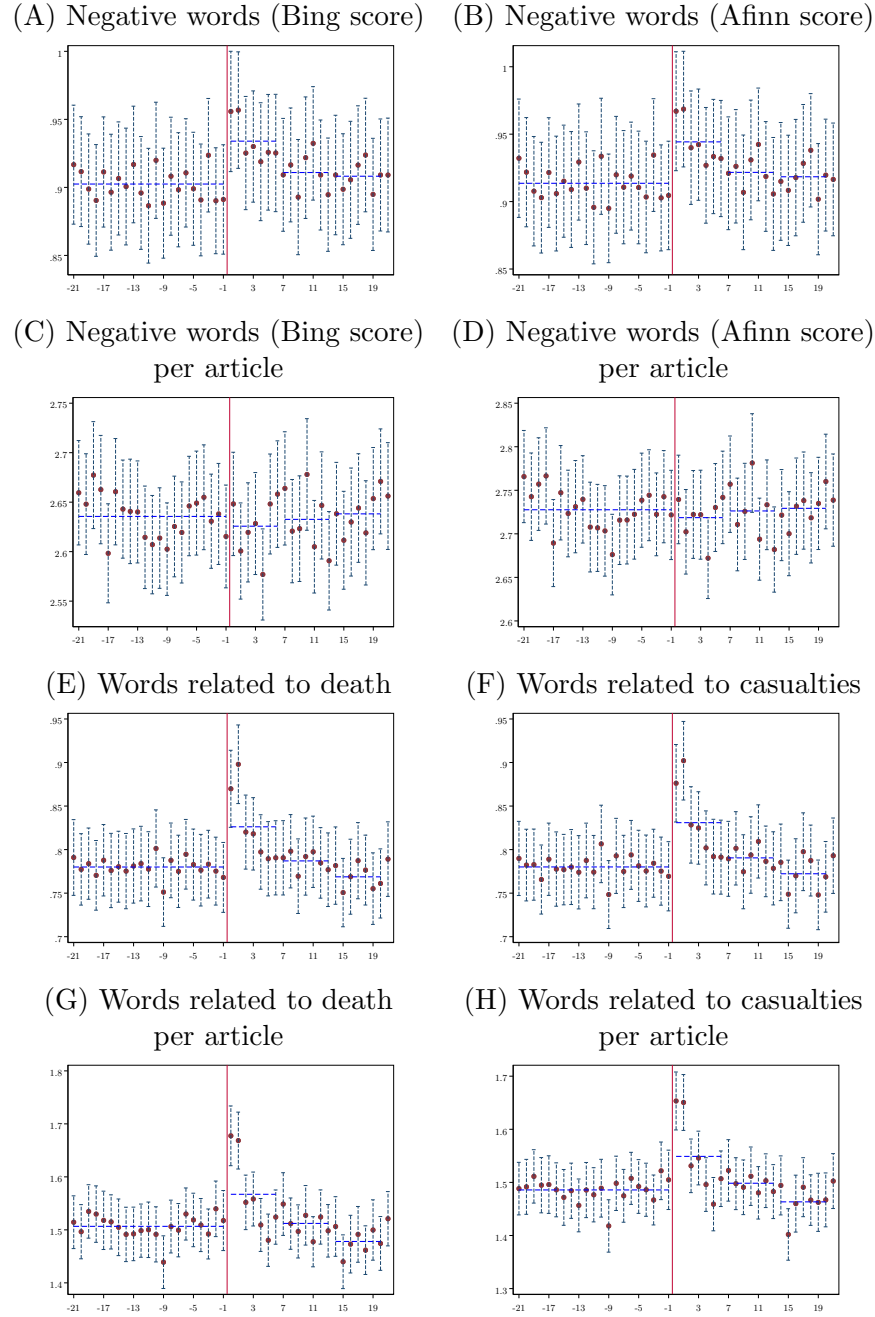 (A) Negative words (Bing score)
1
.95
.9
.85
-21 -17 -13 -9 -5 -1 3 7 11 15 19
(B) Negative words (Afinn score)
1
.95
.9
.85
-21 -17 -13 -9 -5 -1 3 7 11 15 19
(C) Negative words (Bing score)
per article
2.75
2.7
2.65
2.6
2.55
-21 -17 -13 -9 -5 -1 3 7 11 15 19
(D) Negative words (Afinn score)
per article
2.85
2.8
2.75
2.7
2.65
2.6
-21 -17 -13 -9 -5 -1 3 7 11 15 19
(E) Words related to death
.95
.9
.85
.8
.75
.7
-21 -17 -13 -9 -5 -1 3 7 11 15 19
(F) Words related to casualties
.95
.9
.85
.8
.75
.7
-21 -17 -13 -9 -5 -1 3 7 11 15 19
(G) Words related to death
per article
1.8
1.7
1.6
1.5
1.4
-21 -17 -13 -9 -5 -1 3 7 11 15 19
(H) Words related to casualties
per article
1.7
1.6
1.5
1.4
1.3
-21 -17 -13 -9 -5 -1 3 7 11 15 19